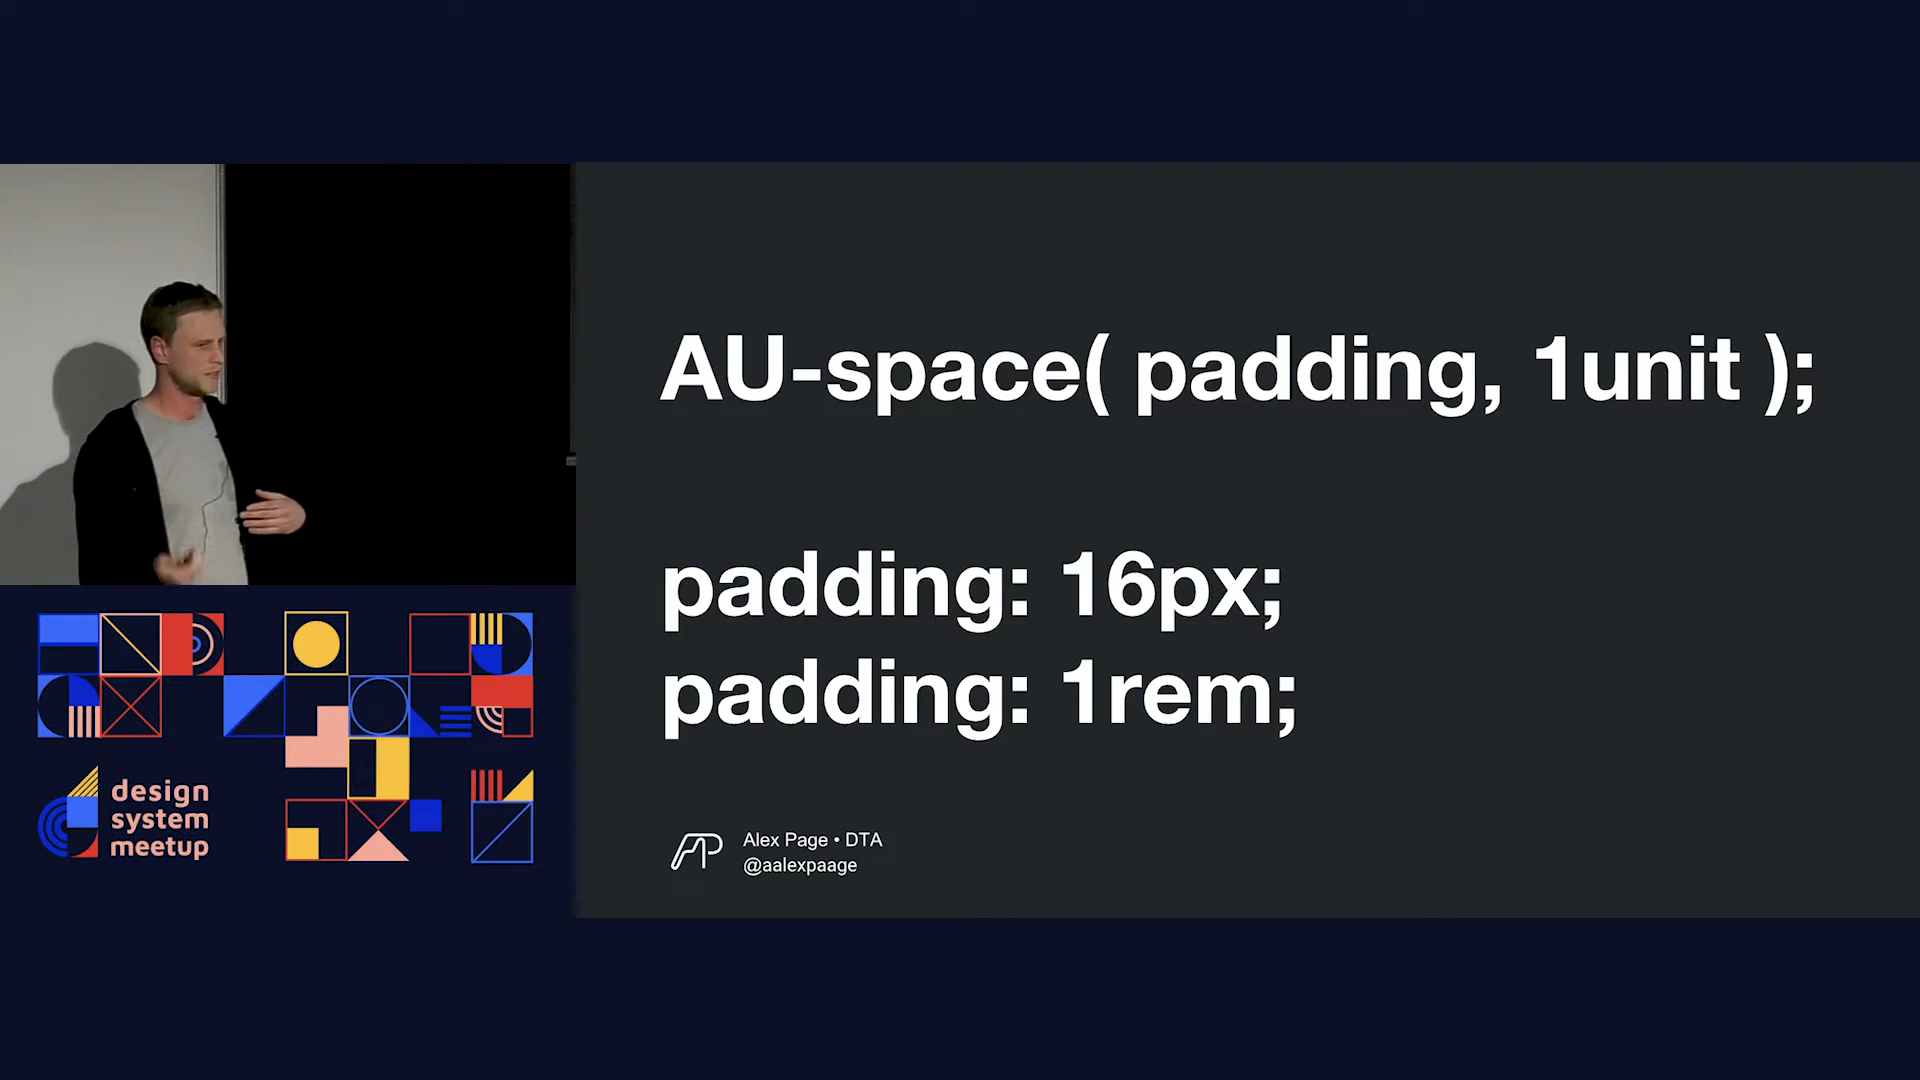 AU-space( padding, 1unit );
padding: 16px;
padding: 1rem;
Alex Page • DTA
@aalexpaage
design
system
meetup